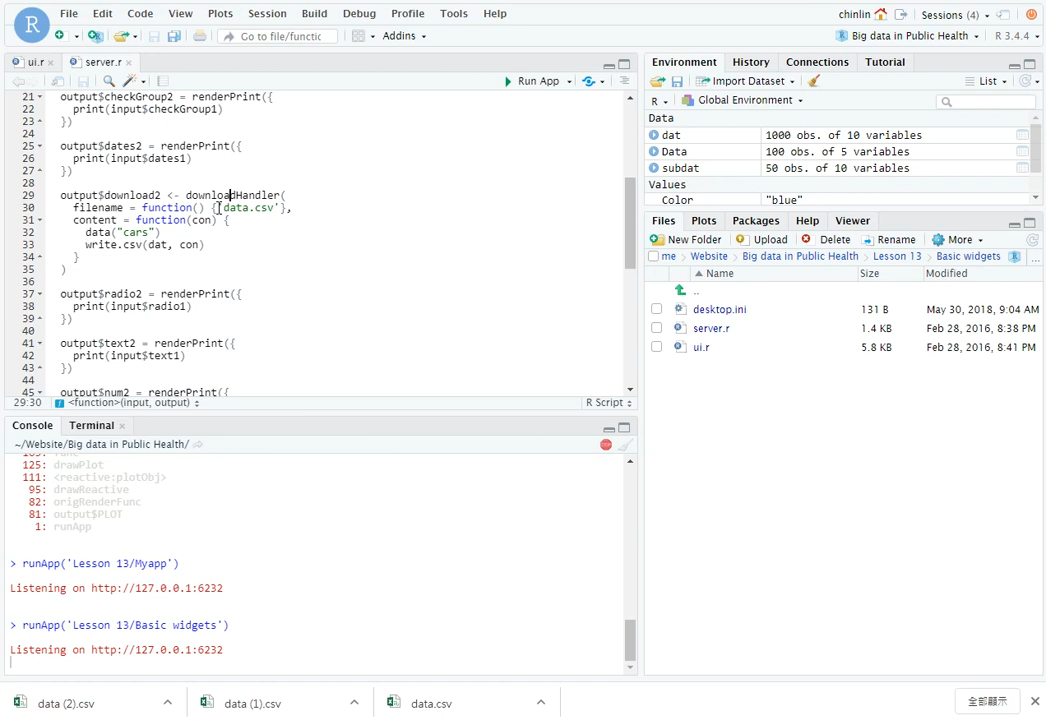 File Edit Code View Plots Session Build Debug Profile Tools Help
chinlin Sessions (4)
R
Go to file/functic
Addins
Big data in Public Health R 3.4.4
ui.r server.r
Run App
21 output$checkGroup2 = renderPrint({
22 print(input$checkGroup1)
23 })
24
25 output$dates2 = renderPrint({
26 print(input$dates1)
27 })
28
29 output$download2 <- downloadHandler(
30 filename = function() {'data.csv'},
31 content = function(con) {
32 data("cars")
33 write.csv(dat, con)
34 }
35 )
36
37 output$radio2 = renderPrint({
38 print(input$radio1)
39 })
40
41 output$text2 = renderPrint({
42 print(input$text1)
43 })
44
45 output$num2 = renderPrint({
29:30 <function>(input, output) R Script
Console Terminal
~/Website/Big data in Public Health/
125: drawPlot
111: <reactive:plotObj>
95: drawReactive
82: origRenderFunc
81: output$PLOT
1: runApp
> runApp('Lesson 13/Myapp')
Listening on http://127.0.0.1:6232
> runApp('Lesson 13/Basic widgets')
Listening on http://127.0.0.1:6232
Environment History Connections Tutorial
Import Dataset List
R Global Environment
Data
dat 1000 obs. of 10 variables
Data 100 obs. of 5 variables
subdat 50 obs. of 10 variables
Values
Color "blue"
Files Plots Packages Help Viewer
New Folder Upload Delete Rename More
me > Website > Big data in Public Health > Lesson 13 > Basic widgets R ...
Name Size Modified
..
desktop.ini 131 B May 30, 2018, 9:04 AM
server.r 1.4 KB Feb 28, 2016, 8:38 PM
ui.r 5.8 KB Feb 28, 2016, 8:41 PM
data (2).csv data (1).csv data.csv 全部顯示